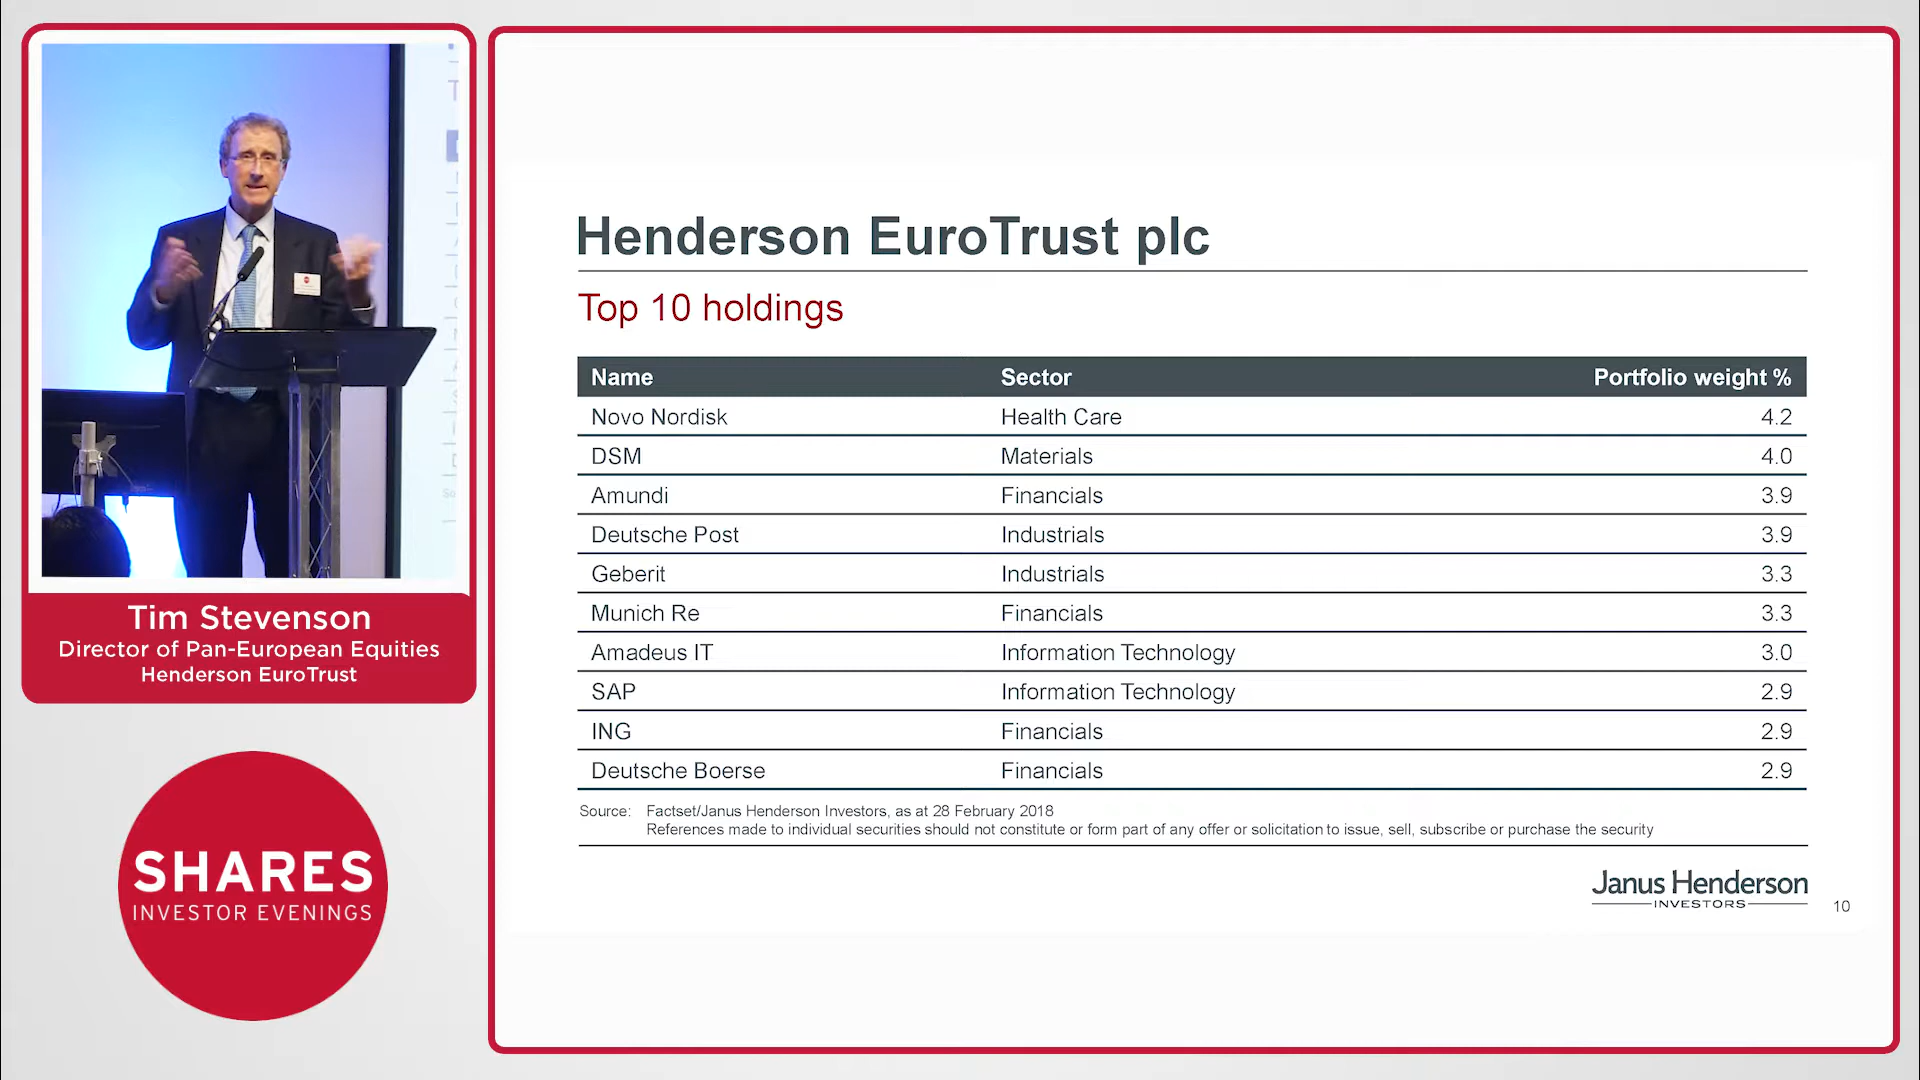 Tim Stevenson
Director of Pan-European Equities
Henderson EuroTrust
SHARES
INVESTOR EVENINGS
Henderson EuroTrust plc
Top 10 holdings
Name Sector Portfolio weight %
Novo Nordisk Health Care 4.2
DSM Materials 4.0
Amundi Financials 3.9
Deutsche Post Industrials 3.9
Geberit Industrials 3.3
Munich Re Financials 3.3
Amadeus IT Information Technology 3.0
SAP Information Technology 2.9
ING Financials 2.9
Deutsche Boerse Financials 2.9
Source: Factset/Janus Henderson Investors, as at 28 February 2018
References made to individual securities should not constitute or form part of any offer or solicitation to issue, sell, subscribe or purchase the security
Janus Henderson
INVESTORS
10